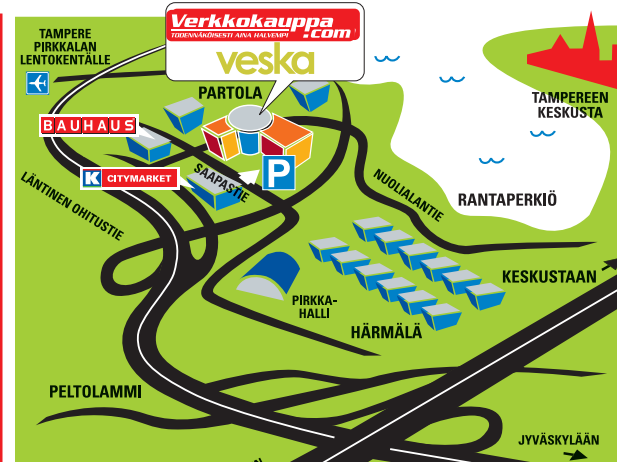 TAMPERE
PIRKKALAN
LENTOKENTÄLLE
Verkkokauppa
.com
TODENNÄKÖISESTI AINA HALVEMPI
veska
PARTOLA
BAUHAUS
K CITYMARKET
SAAPASTIE
P
LÄNTINEN OHITUSTIE
NUOLIALANTIE
TAMPEREEN
KESKUSTA
RANTAPERKIÖ
KESKUSTAAN
PIRKKA-
HALLI
HÄRMÄLÄ
PELTOLAMMI
JYVÄSKYLÄÄN